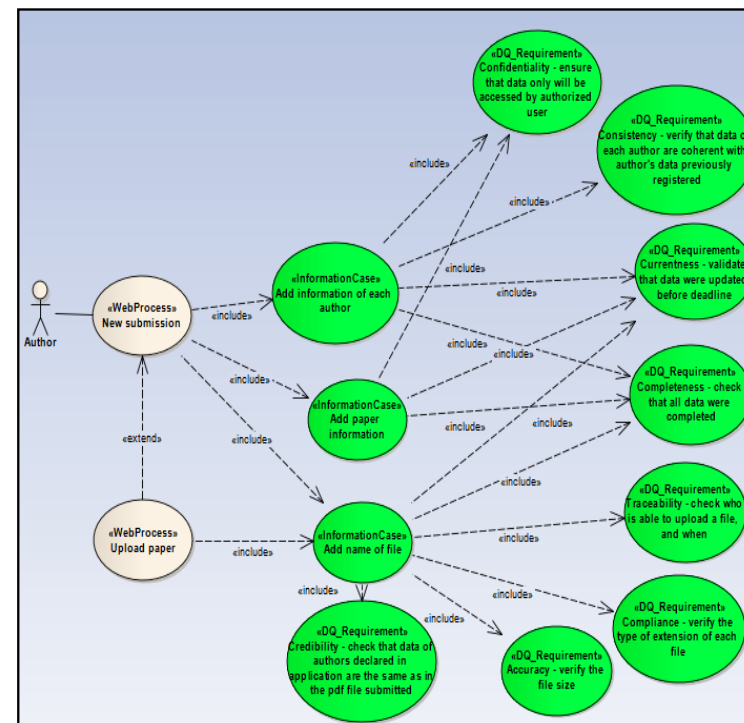 «DQ_Requirement»
Confidentiality - ensure
that data only will be
accessed by authorized
user
«DQ_Requirement»
Consistency - verify that data o
each author are coherent with
author's data previously
registered
«include»
«include»
«InformationCase»
Add information of each
author
«include»
«DQ_Requirement»
Currentness - validate
that data were updated
before deadline
«WebProcess»
New submission
«include»
Author
«include»
«include»
«include»
«DQ_Requirement»
Completeness - check
that all data were
completed
«InformationCase»
Add paper
information
«include»
«include»
«extend»
«include»
«include»
«DQ_Requirement»
Traceability - check who
is able to upload a file,
and when
«WebProcess»
Upload paper
«include»
«InformationCase»
Add name of file
«include»
«include»
«include»
«include»
«DQ_Requirement»
Compliance - verify the
type of extension of each
file
«DQ_Requirement»
Credibility - check that data of
authors declared in
application are the same as in
the pdf file submitted
«DQ_Requirement»
Accuracy - verify the
file size